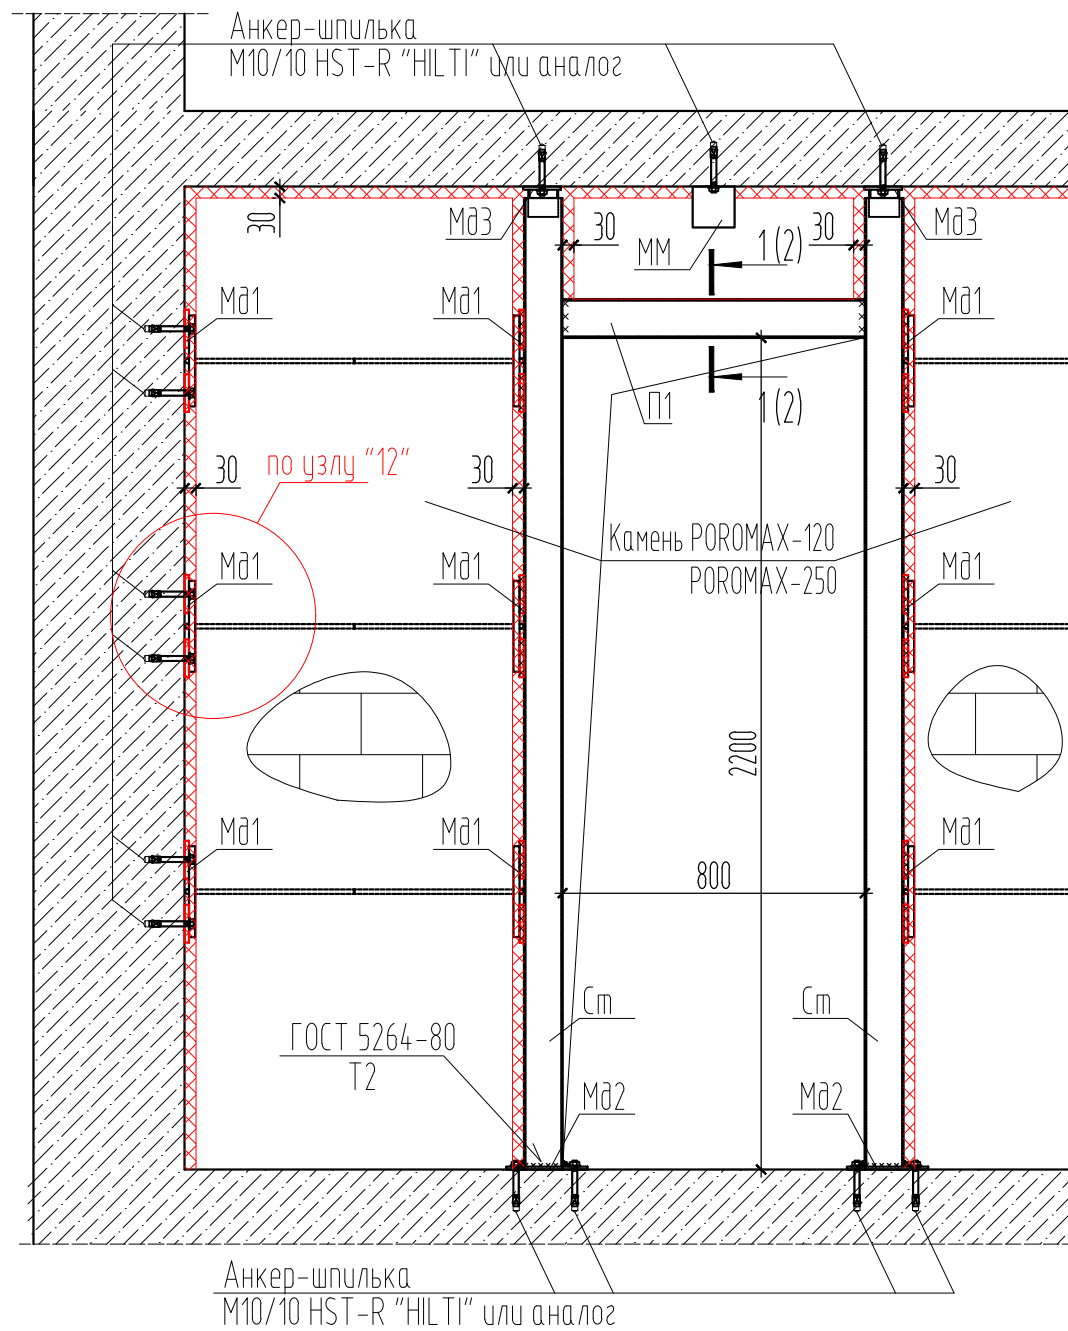 Анкер-шпилька
М10/10 HST-R "HILTI" или аналог
30
Мд3
ММ
30
1 (2)
30
Мд3
Мд1
Мд1
Мд1
П1
1 (2)
30
по узлу "12"
30
30
Камень POROMAX-120
POROMAX-250
Мд1
Мд1
Мд1
2200
Мд1
Мд1
Мд1
800
Ст
Ст
ГОСТ 5264-80
Т2
Мд2
Мд2
Анкер-шпилька
М10/10 HST-R "HILTI" или аналог